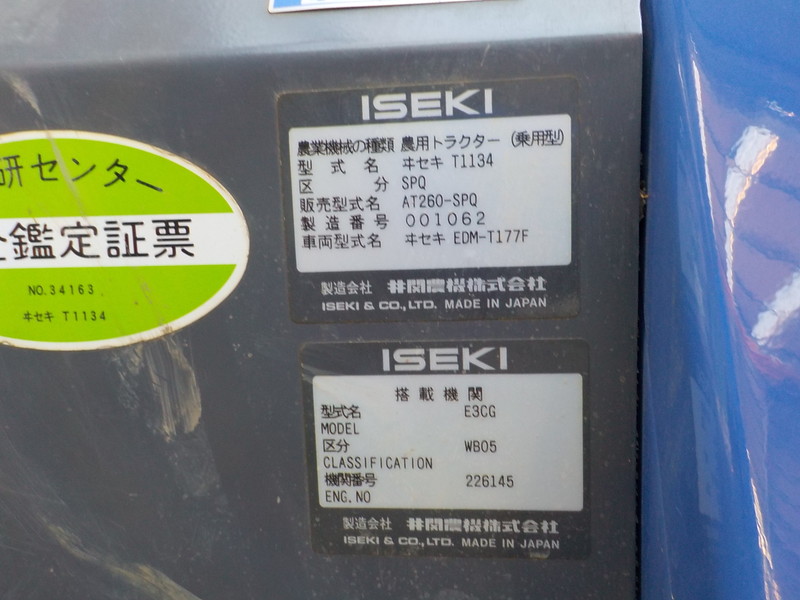 研センター
全鑑定証票
NO.34163
ヰセキ T1134
ISEKI
農業機械の種類 農用トラクター (乗用型)
型式名 ヰセキ T1134
区分 SPQ
販売型式名 AT260-SPQ
製造番号 001062
車両型式名 ヰセキ EDM-T177F
製造会社 井関農機株式会社
ISEKI & CO., LTD. MADE IN JAPAN
ISEKI
搭載機関
型式名 E3CG
MODEL
区分 WB05
CLASSIFICATION
機関番号 226145
ENG.NO
製造会社 井関農機株式会社
ISEKI & CO., LTD. MADE IN JAPAN